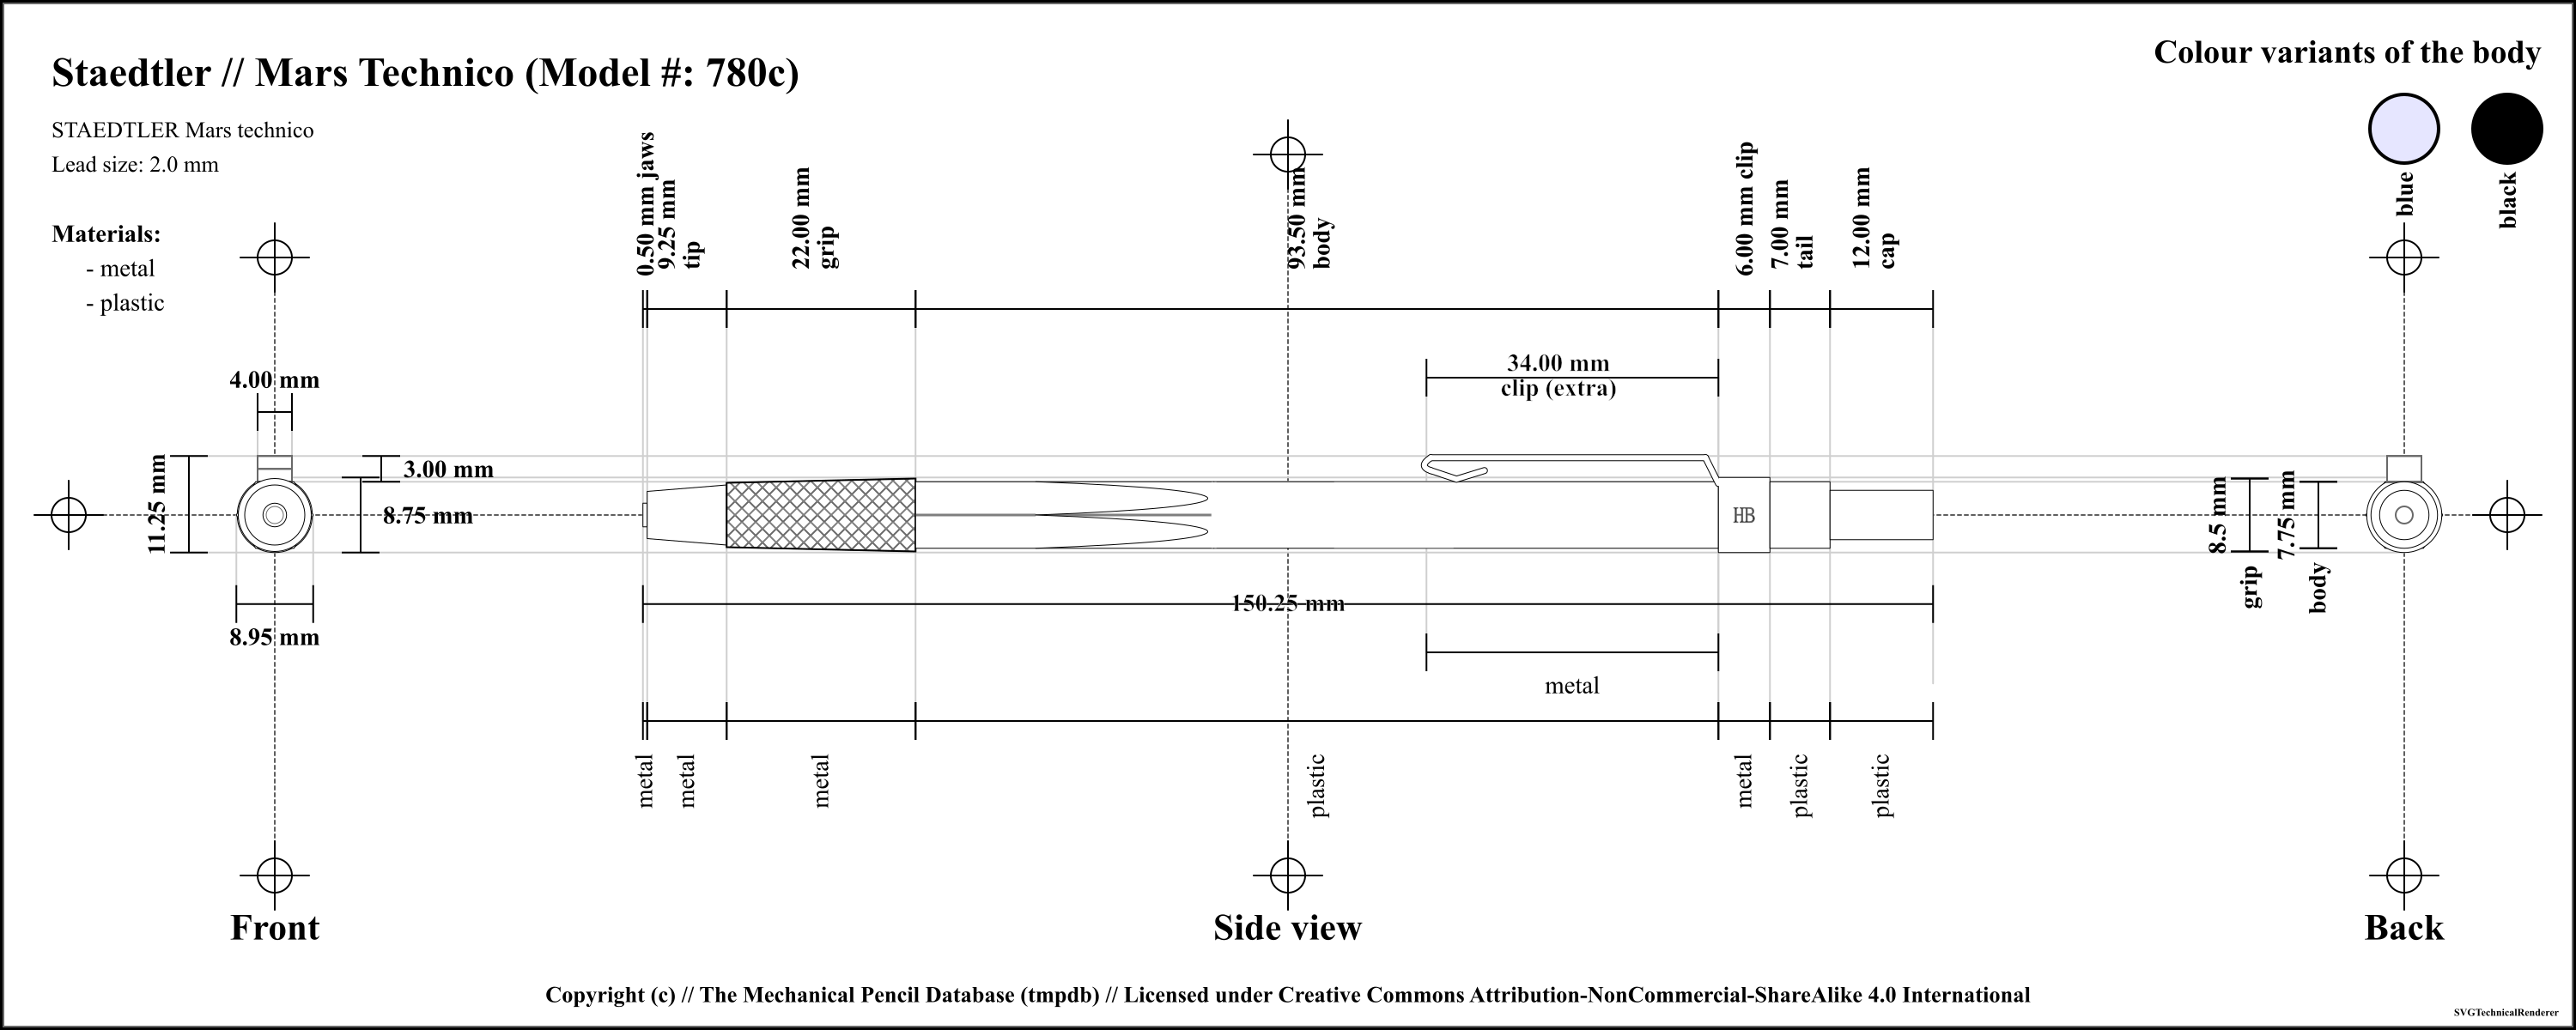 Staedtler // Mars Technico (Model #: 780c)
STAEDTLER Mars technico
Lead size: 2.0 mm
Materials:
- metal
- plastic
Colour variants of the body
blue
black
0.50 mm jaws
9.25 mm
tip
22.00 mm
grip
93.50 mm
body
6.00 mm clip
7.00 mm
tail
12.00 mm
cap
34.00 mm
clip (extra)
4.00 mm
11.25 mm
3.00 mm
8.75 mm
8.95 mm
HB
8.5 mm
grip
7.75 mm
body
150.25 mm
metal
metal
metal
metal
plastic
metal
plastic
plastic
Front
Side view
Back
Copyright (c) // The Mechanical Pencil Database (tmpdb) // Licensed under Creative Commons Attribution-NonCommercial-ShareAlike 4.0 International
SVGTechnicalRenderer